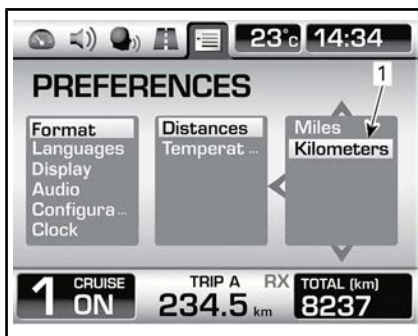 23°c 14:34
PREFERENCES
1
Format
Languages
Display
Audio
Configura ...
Clock
Distances
Temperat ...
Miles
Kilometers
1 CRUISE ON
TRIP A
234.5 km
RX
TOTAL (km)
8237